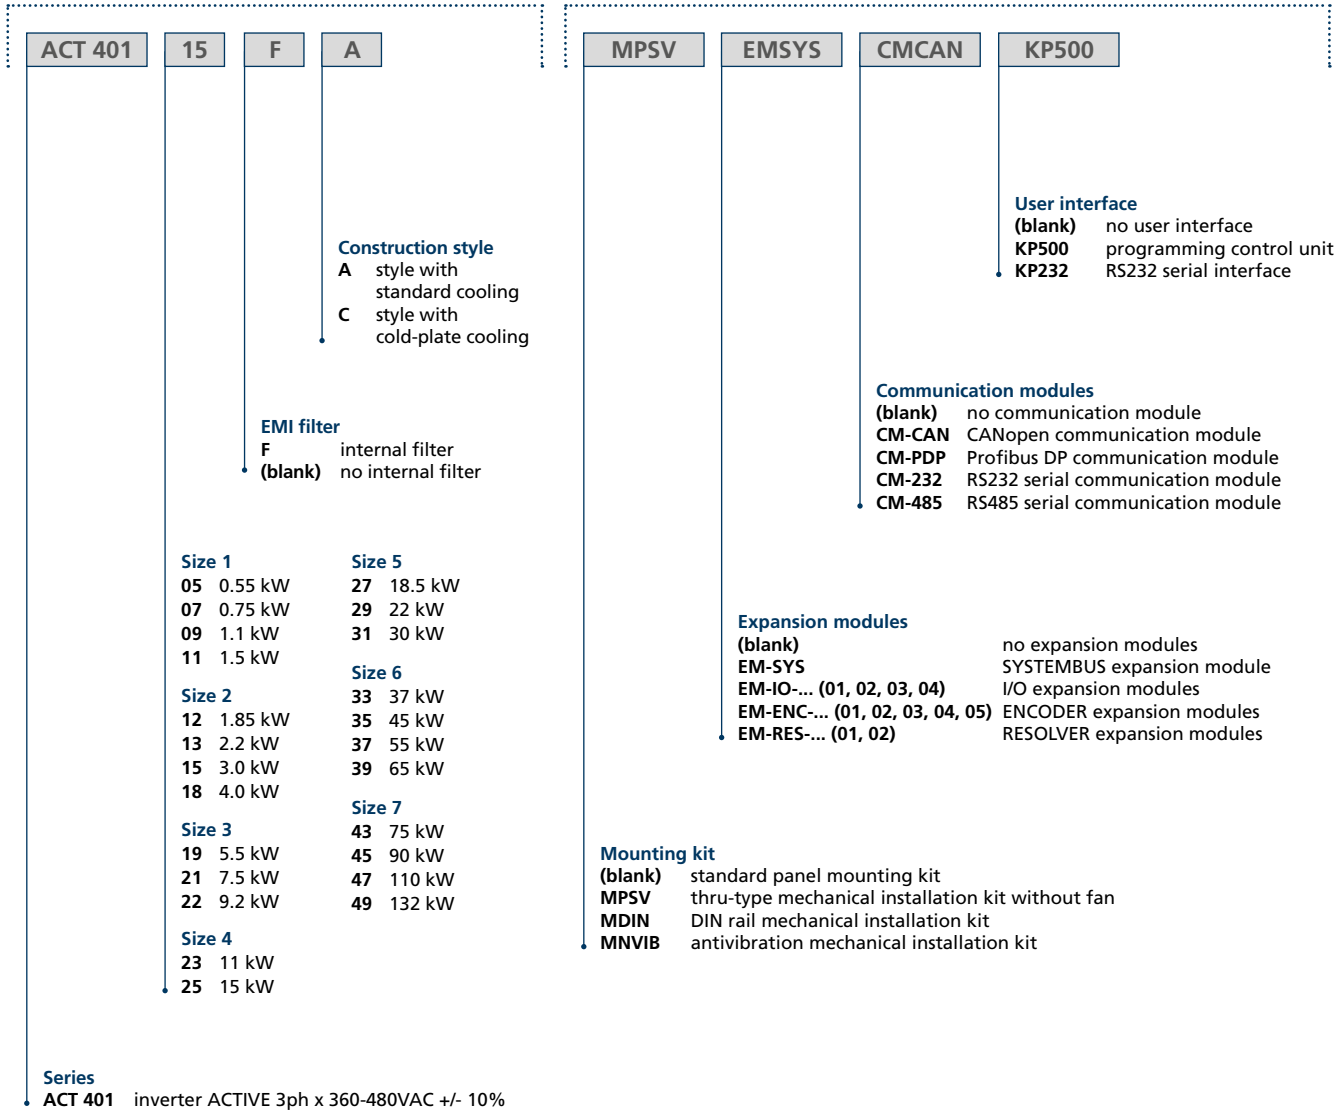 ACT 401 15 F A MPSV EMSYS CMCAN KP500
User interface
(blank) no user interface
KP500 programming control unit
KP232 RS232 serial interface
Construction style
A style with
standard cooling
C style with
cold-plate cooling
Communication modules
(blank) no communication module
CM-CAN CANopen communication module
CM-PDP Profibus DP communication module
CM-232 RS232 serial communication module
CM-485 RS485 serial communication module
EMI filter
F internal filter
(blank) no internal filter
Size 1
05 0.55 kW
07 0.75 kW
09 1.1 kW
11 1.5 kW
Size 2
12 1.85 kW
13 2.2 kW
15 3.0 kW
18 4.0 kW
Size 3
19 5.5 kW
21 7.5 kW
22 9.2 kW
Size 4
23 11 kW
25 15 kW
Size 5
27 18.5 kW
29 22 kW
31 30 kW
Size 6
33 37 kW
35 45 kW
37 55 kW
39 65 kW
Size 7
43 75 kW
45 90 kW
47 110 kW
49 132 kW
Expansion modules
(blank) no expansion modules
EM-SYS SYSTEMBUS expansion module
EM-IO-... (01, 02, 03, 04) I/O expansion modules
EM-ENC-... (01, 02, 03, 04, 05) ENCODER expansion modules
EM-RES-... (01, 02) RESOLVER expansion modules
Mounting kit
(blank) standard panel mounting kit
MPSV thru-type mechanical installation kit without fan
MDIN DIN rail mechanical installation kit
MNVIB antivibration mechanical installation kit
Series
ACT 401 inverter ACTIVE 3ph x 360-480VAC +/- 10%